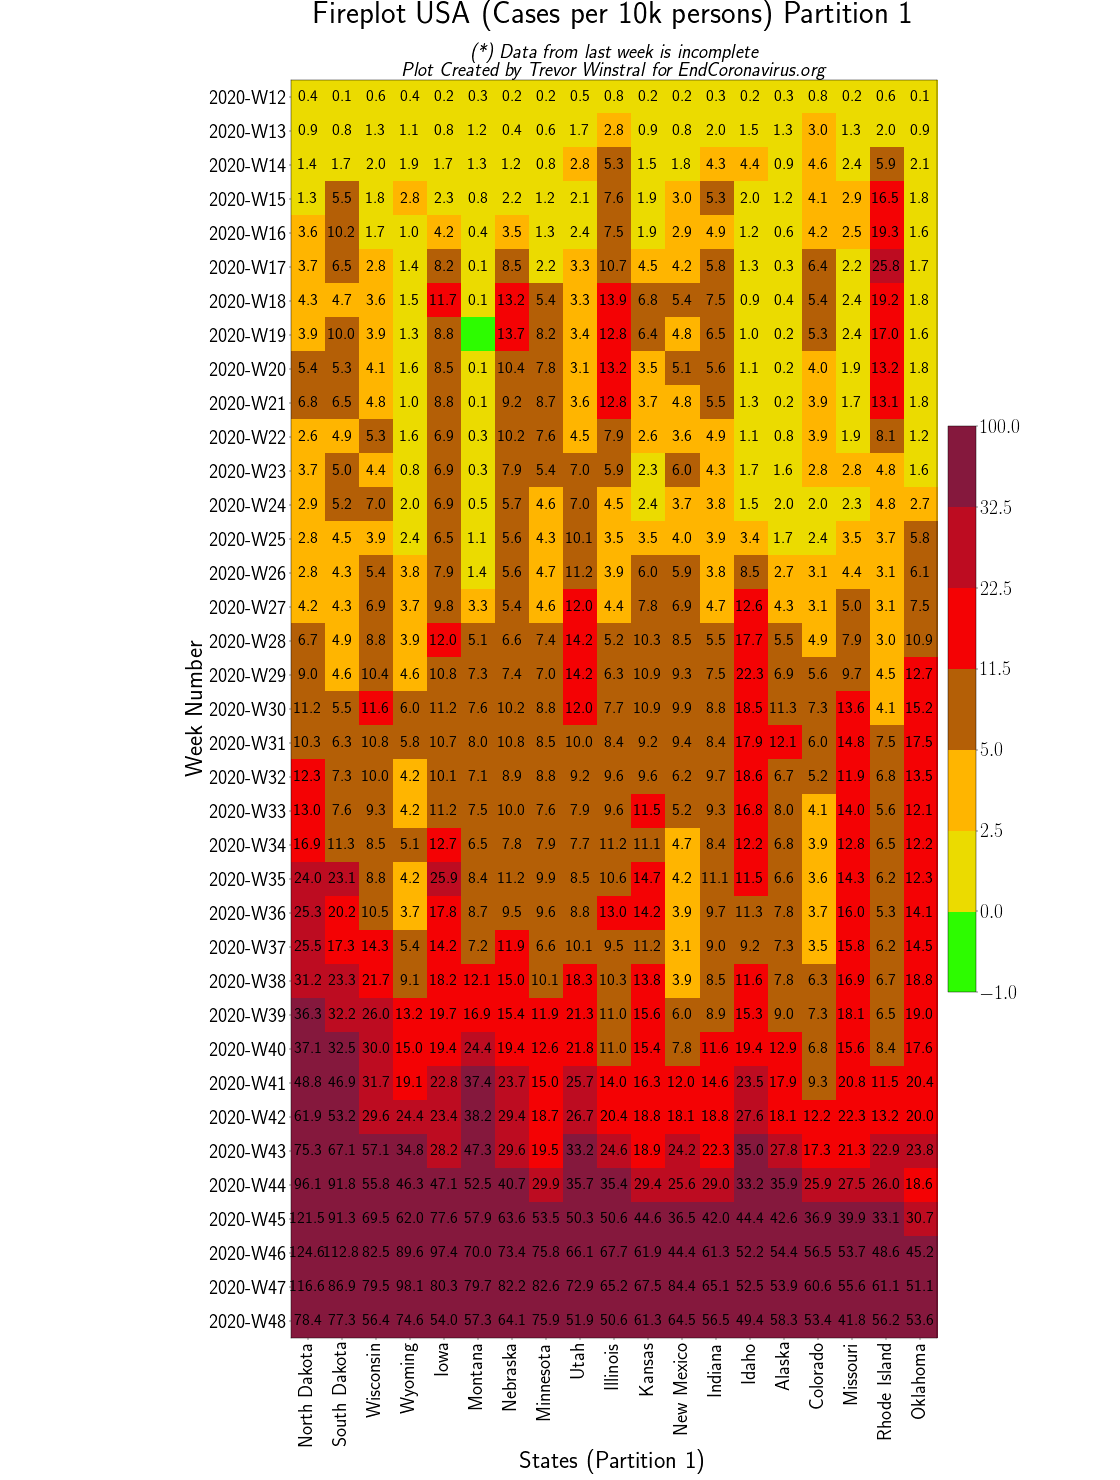 Fireplot USA (Cases per 10k persons) Partition 1
(*) Data from last week is incomplete
Plot Created by Trevor Winstral for EndCoronavirus.org
2020-W12 0.4 0.1 0.6 0.4 0.2 0.3 0.2 0.2 0.5 0.8 0.2 0.2 0.3 0.2 0.3 0.8 0.2 0.6 0.1
2020-W13 0.9 0.8 1.3 1.1 0.8 1.2 0.4 0.6 1.7 2.8 0.9 0.8 2.0 1.5 1.3 3.0 1.3 2.0 0.9
2020-W14 1.4 1.7 2.0 1.9 1.7 1.3 1.2 0.8 2.8 5.3 1.5 1.8 4.3 4.4 0.9 4.6 2.4 5.9 2.1
2020-W15 1.3 5.5 1.8 2.8 2.3 0.8 2.2 1.2 2.1 7.6 1.9 3.0 5.3 2.0 1.2 4.1 2.9 16.5 1.8
2020-W16 3.6 10.2 1.7 1.0 4.2 0.4 3.5 1.3 2.4 7.5 1.9 2.9 4.9 1.2 0.6 4.2 2.5 19.3 1.6
2020-W17 3.7 6.5 2.8 1.4 8.2 0.1 8.5 2.2 3.3 10.7 4.5 4.2 5.8 1.3 0.3 6.4 2.2 25.8 1.7
2020-W18 4.3 4.7 3.6 1.5 11.7 0.1 13.2 5.4 3.3 13.9 6.8 5.4 7.5 0.9 0.4 5.4 2.4 19.2 1.8
2020-W19 3.9 10.0 3.9 1.3 8.8 13.7 8.2 3.4 12.8 6.4 4.8 6.5 1.0 0.2 5.3 2.4 17.0 1.6
2020-W20 5.4 5.3 4.1 1.6 8.5 0.1 10.4 7.8 3.1 13.2 3.5 5.1 5.6 1.1 0.2 4.0 1.9 13.2 1.8
2020-W21 6.8 6.5 4.8 1.0 8.8 0.1 9.2 8.7 3.6 12.8 3.7 4.8 5.5 1.3 0.2 3.9 1.7 13.1 1.8
2020-W22 2.6 4.9 5.3 1.6 6.9 0.3 10.2 7.6 4.5 7.9 2.6 3.6 4.9 1.1 0.8 3.9 1.9 8.1 1.2
2020-W23 3.7 5.0 4.4 0.8 6.9 0.3 7.9 5.4 7.0 5.9 2.3 6.0 4.3 1.7 1.6 2.8 2.8 4.8 1.6
2020-W24 2.9 5.2 7.0 2.0 6.9 0.5 5.7 4.6 7.0 4.5 2.4 3.7 3.8 1.5 2.0 2.0 2.3 4.8 2.7
2020-W25 2.8 4.5 3.9 2.4 6.5 1.1 5.6 4.3 10.1 3.5 3.5 4.0 3.9 3.4 1.7 2.4 3.5 3.7 5.8
2020-W26 2.8 4.3 5.4 3.8 7.9 1.4 5.6 4.7 11.2 3.9 6.0 5.9 3.8 8.5 2.7 3.1 4.4 3.1 6.1
2020-W27 4.2 4.3 6.9 3.7 9.8 3.3 5.4 4.6 12.0 4.4 7.8 6.9 4.7 12.6 4.3 3.1 5.0 3.1 7.5
2020-W28 6.7 4.9 8.8 3.9 12.0 5.1 6.6 7.4 14.2 5.2 10.3 8.5 5.5 17.7 5.5 4.9 7.9 3.0 10.9
2020-W29 9.0 4.6 10.4 4.6 10.8 7.3 7.4 7.0 14.2 6.3 10.9 9.3 7.5 22.3 6.9 5.6 9.7 4.5 12.7
2020-W30 11.2 5.5 11.6 6.0 11.2 7.6 10.2 8.8 12.0 7.7 10.9 9.9 8.8 18.5 11.3 7.3 13.6 4.1 15.2
2020-W31 10.3 6.3 10.8 5.8 10.7 8.0 10.8 8.5 10.0 8.4 9.2 9.4 8.4 17.9 12.1 6.0 14.8 7.5 17.5
2020-W32 12.3 7.3 10.0 4.2 10.1 7.1 8.9 8.8 9.2 9.6 9.6 6.2 9.7 18.6 6.7 5.2 11.9 6.8 13.5
2020-W33 13.0 7.6 9.3 4.2 11.2 7.5 10.0 7.6 7.9 9.6 11.5 5.2 9.3 16.8 8.0 4.1 14.0 5.6 12.1
2020-W34 16.9 11.3 8.5 5.1 12.7 6.5 7.8 7.9 7.7 11.2 11.1 4.7 8.4 12.2 6.8 3.9 12.8 6.5 12.2
2020-W35 24.0 23.1 8.8 4.2 25.9 8.4 11.2 9.9 8.5 10.6 14.7 4.2 11.1 11.5 6.6 3.6 14.3 6.2 12.3
2020-W36 25.3 20.2 10.5 3.7 17.8 8.7 9.5 9.6 8.8 13.0 14.2 3.9 9.7 11.3 7.8 3.7 16.0 5.3 14.1
2020-W37 25.5 17.3 14.3 5.4 14.2 7.2 11.9 6.6 10.1 9.5 11.2 3.1 9.0 9.2 7.3 3.5 15.8 6.2 14.5
2020-W38 31.2 23.3 21.7 9.1 18.2 12.1 15.0 10.1 18.3 10.3 13.8 3.9 8.5 11.6 7.8 6.3 16.9 6.7 18.8
2020-W39 36.3 32.2 26.0 13.2 19.7 16.9 15.4 11.9 21.3 11.0 15.6 6.0 8.9 15.3 9.0 7.3 18.1 6.5 19.0
2020-W40 37.1 32.5 30.0 15.0 19.4 24.4 19.4 12.6 21.8 11.0 15.4 7.8 11.6 19.4 12.9 6.8 15.6 8.4 17.6
2020-W41 48.8 46.9 31.7 19.1 22.8 37.4 23.7 15.0 25.7 14.0 16.3 12.0 14.6 23.5 17.9 9.3 20.8 11.5 20.4
2020-W42 61.9 53.2 29.6 24.4 23.4 38.2 29.4 18.7 26.7 20.4 18.8 18.1 18.8 27.6 18.1 12.2 22.3 13.2 20.0
2020-W43 75.3 67.1 57.1 34.8 28.2 47.3 29.6 19.5 33.2 24.6 18.9 24.2 22.3 35.0 27.8 17.3 21.3 22.9 23.8
2020-W44 96.1 91.8 55.8 46.3 47.1 52.5 40.7 29.9 35.7 35.4 29.4 25.6 29.0 33.2 35.9 25.9 27.5 26.0 18.6
2020-W45 121.5 91.3 69.5 62.0 77.6 57.9 63.6 53.5 50.3 50.6 44.6 36.5 42.0 44.4 42.6 36.9 39.9 33.1 30.7
2020-W46 124.6 112.8 82.5 89.6 97.4 70.0 73.4 75.8 66.1 67.7 61.9 44.4 61.3 52.2 54.4 56.5 53.7 48.6 45.2
2020-W47 116.6 86.9 79.5 98.1 80.3 79.7 82.2 82.6 72.9 65.2 67.5 84.4 65.1 52.5 53.9 60.6 55.6 61.1 51.1
2020-W48 78.4 77.3 56.4 74.6 54.0 57.3 64.1 75.9 51.9 50.6 61.3 64.5 56.5 49.4 58.3 53.4 41.8 56.2 53.6
Week Number
North Dakota
South Dakota
Wisconsin
Wyoming
Iowa
Montana
Nebraska
Minnesota
Utah
Illinois
Kansas
New Mexico
Indiana
Idaho
Alaska
Colorado
Missouri
Rhode Island
Oklahoma
States (Partition 1)
100.0
32.5
22.5
11.5
5.0
2.5
0.0
−1.0